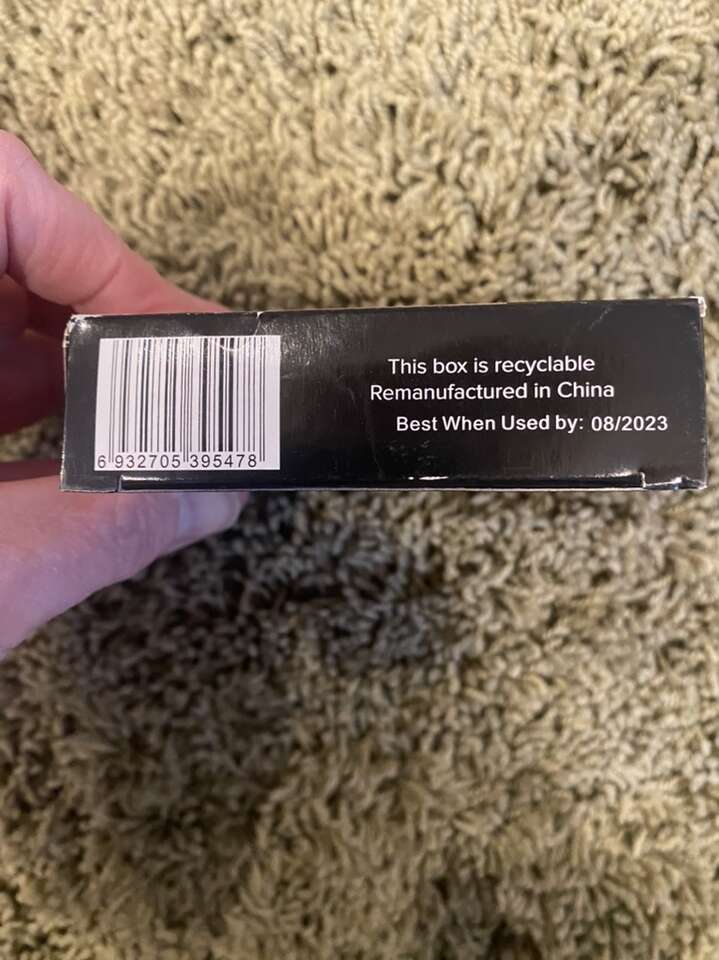 This box is recyclable
Remanufactured in China
Best When Used by: 08/2023
6 932705 395478